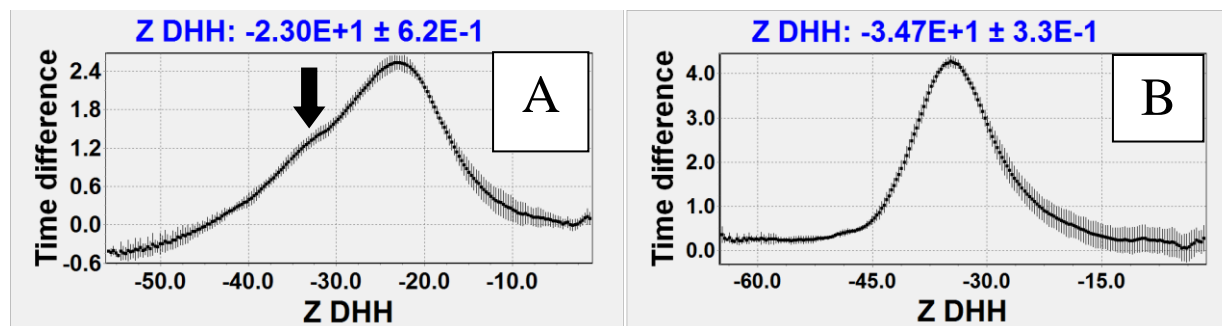 Z DHH: -2.30E+1 ± 6.2E-1
A
Time difference
2.4
1.8
1.2
0.6
0.0
-0.6
-50.0 -40.0 -30.0 -20.0 -10.0
Z DHH
Z DHH: -3.47E+1 ± 3.3E-1
B
Time difference
4.0
3.0
2.0
1.0
0.0
-60.0 -45.0 -30.0 -15.0
Z DHH